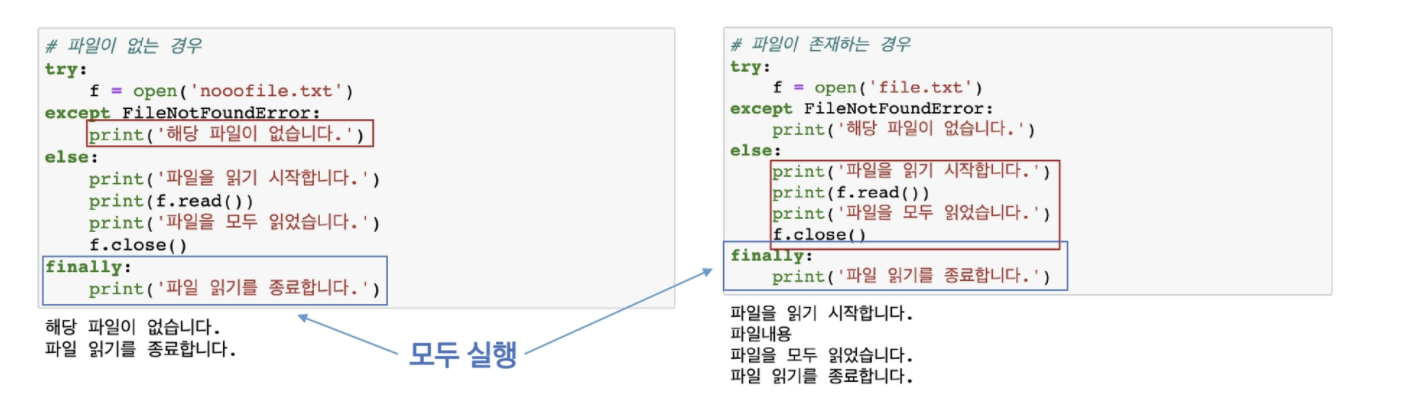 # 파일이 없는 경우
try:
    f = open('nooofile.txt')
except FileNotFoundError:
    print('해당 파일이 없습니다.')
else:
    print('파일을 읽기 시작합니다.')
    print(f.read())
    print('파일을 모두 읽었습니다.')
    f.close()
finally:
    print('파일 읽기를 종료합니다.')
해당 파일이 없습니다.
파일 읽기를 종료합니다.
모두 실행
# 파일이 존재하는 경우
try:
    f = open('file.txt')
except FileNotFoundError:
    print('해당 파일이 없습니다.')
else:
    print('파일을 읽기 시작합니다.')
    print(f.read())
    print('파일을 모두 읽었습니다.')
    f.close()
finally:
    print('파일 읽기를 종료합니다.')
파일을 읽기 시작합니다.
파일내용
파일을 모두 읽었습니다.
파일 읽기를 종료합니다.